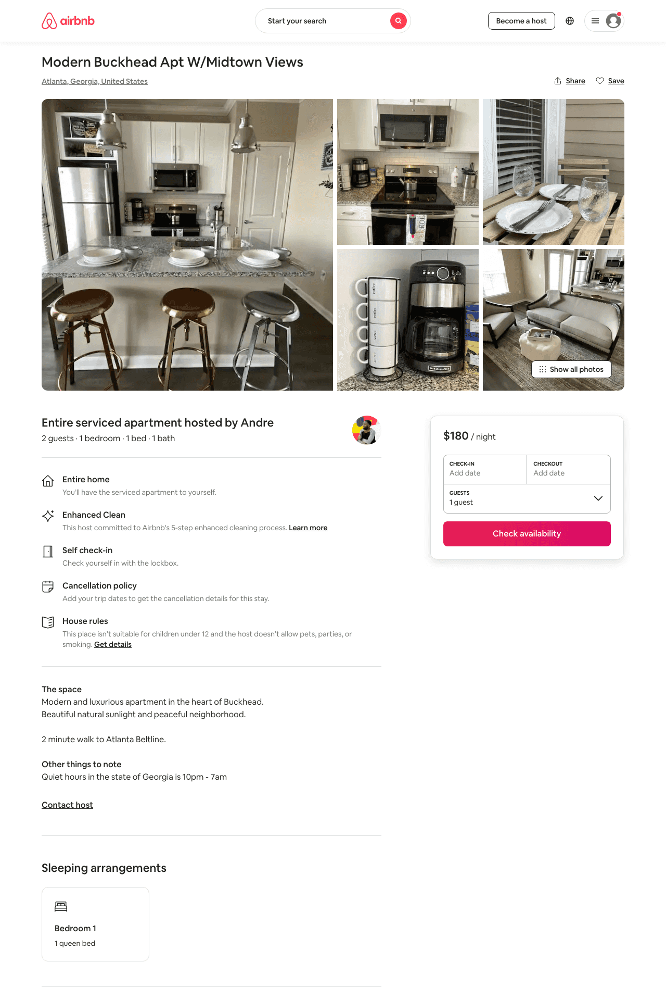 airbnb
Start your search
Become a host
Modern Buckhead Apt W/Midtown Views
Atlanta, Georgia, United States
Share
Save
coffee
coffee
coffee
coffee
KitchenAid
Show all photos
Entire serviced apartment hosted by Andre
2 guests · 1 bedroom · 1 bed · 1 bath
$180 / night
CHECK-IN
Add date
CHECKOUT
Add date
GUESTS
1 guest
Check availability
Entire home
You’ll have the serviced apartment to yourself.
Enhanced Clean
This host committed to Airbnb's 5-step enhanced cleaning process. Learn more
Self check-in
Check yourself in with the lockbox.
Cancellation policy
Add your trip dates to get the cancellation details for this stay.
House rules
This place isn’t suitable for children under 12 and the host doesn’t allow pets, parties, or
smoking. Get details
The space
Modern and luxurious apartment in the heart of Buckhead.
Beautiful natural sunlight and peaceful neighborhood.
2 minute walk to Atlanta Beltline.
Other things to note
Quiet hours in the state of Georgia is 10pm - 7am
Contact host
Sleeping arrangements
Bedroom 1
1 queen bed